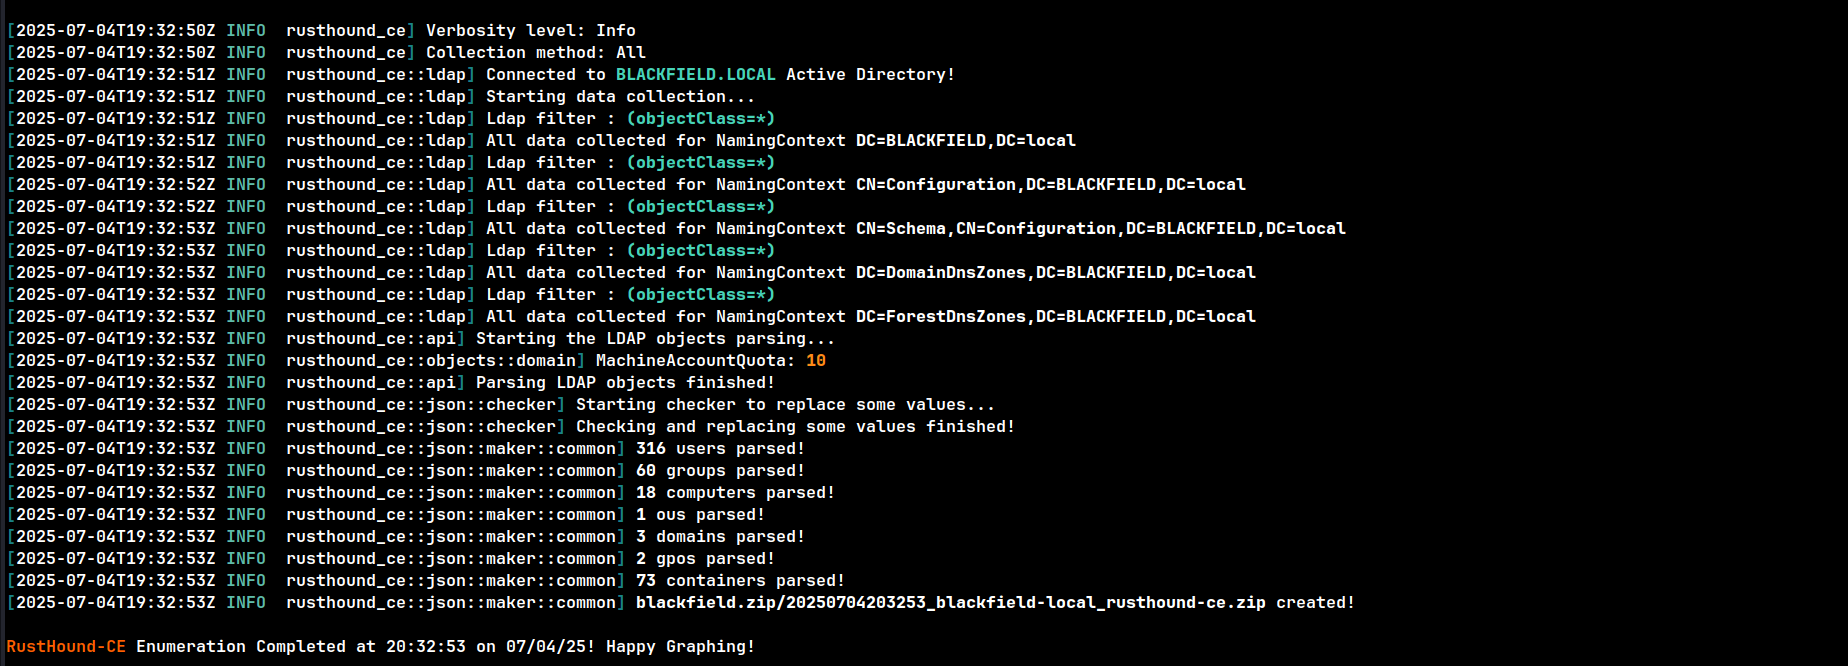 [2025-07-04T19:32:50Z INFO  rusthound_ce] Verbosity level: Info
[2025-07-04T19:32:50Z INFO  rusthound_ce] Collection method: All
[2025-07-04T19:32:51Z INFO  rusthound_ce::ldap] Connected to BLACKFIELD.LOCAL Active Directory!
[2025-07-04T19:32:51Z INFO  rusthound_ce::ldap] Starting data collection...
[2025-07-04T19:32:51Z INFO  rusthound_ce::ldap] Ldap filter : (objectClass=*)
[2025-07-04T19:32:51Z INFO  rusthound_ce::ldap] All data collected for NamingContext DC=BLACKFIELD,DC=local
[2025-07-04T19:32:51Z INFO  rusthound_ce::ldap] Ldap filter : (objectClass=*)
[2025-07-04T19:32:52Z INFO  rusthound_ce::ldap] All data collected for NamingContext CN=Configuration,DC=BLACKFIELD,DC=local
[2025-07-04T19:32:52Z INFO  rusthound_ce::ldap] Ldap filter : (objectClass=*)
[2025-07-04T19:32:53Z INFO  rusthound_ce::ldap] All data collected for NamingContext CN=Schema,CN=Configuration,DC=BLACKFIELD,DC=local
[2025-07-04T19:32:53Z INFO  rusthound_ce::ldap] Ldap filter : (objectClass=*)
[2025-07-04T19:32:53Z INFO  rusthound_ce::ldap] All data collected for NamingContext DC=DomainDnsZones,DC=BLACKFIELD,DC=local
[2025-07-04T19:32:53Z INFO  rusthound_ce::ldap] Ldap filter : (objectClass=*)
[2025-07-04T19:32:53Z INFO  rusthound_ce::ldap] All data collected for NamingContext DC=ForestDnsZones,DC=BLACKFIELD,DC=local
[2025-07-04T19:32:53Z INFO  rusthound_ce::api] Starting the LDAP objects parsing...
[2025-07-04T19:32:53Z INFO  rusthound_ce::objects::domain] MachineAccountQuota: 10
[2025-07-04T19:32:53Z INFO  rusthound_ce::api] Parsing LDAP objects finished!
[2025-07-04T19:32:53Z INFO  rusthound_ce::json::checker] Starting checker to replace some values...
[2025-07-04T19:32:53Z INFO  rusthound_ce::json::checker] Checking and replacing some values finished!
[2025-07-04T19:32:53Z INFO  rusthound_ce::json::maker::common] 316 users parsed!
[2025-07-04T19:32:53Z INFO  rusthound_ce::json::maker::common] 60 groups parsed!
[2025-07-04T19:32:53Z INFO  rusthound_ce::json::maker::common] 18 computers parsed!
[2025-07-04T19:32:53Z INFO  rusthound_ce::json::maker::common] 1 ous parsed!
[2025-07-04T19:32:53Z INFO  rusthound_ce::json::maker::common] 3 domains parsed!
[2025-07-04T19:32:53Z INFO  rusthound_ce::json::maker::common] 2 gpos parsed!
[2025-07-04T19:32:53Z INFO  rusthound_ce::json::maker::common] 73 containers parsed!
[2025-07-04T19:32:53Z INFO  rusthound_ce::json::maker::common] blackfield.zip/20250704203253_blackfield-local_rusthound-ce.zip created!
RustHound-CE Enumeration Completed at 20:32:53 on 07/04/25! Happy Graphing!